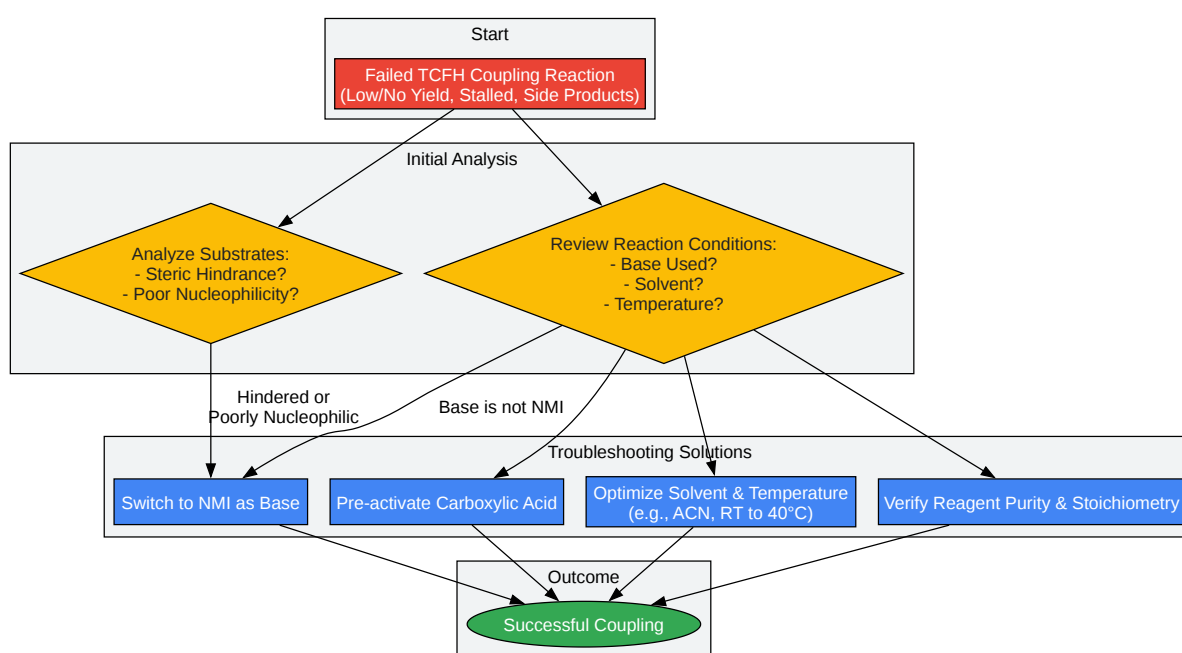 Start
Failed TCFH Coupling Reaction
(Low/No Yield, Stalled, Side Products)
Initial Analysis
Analyze Substrates:
- Steric Hindrance?
- Poor Nucleophilicity?
Review Reaction Conditions:
- Base Used?
- Solvent?
- Temperature?
Hindered or
Poorly Nucleophilic
Base is not NMI
Troubleshooting Solutions
Switch to NMI as Base
Pre-activate Carboxylic Acid
Optimize Solvent & Temperature
(e.g., ACN, RT to 40°C)
Verify Reagent Purity & Stoichiometry
Outcome
Successful Coupling